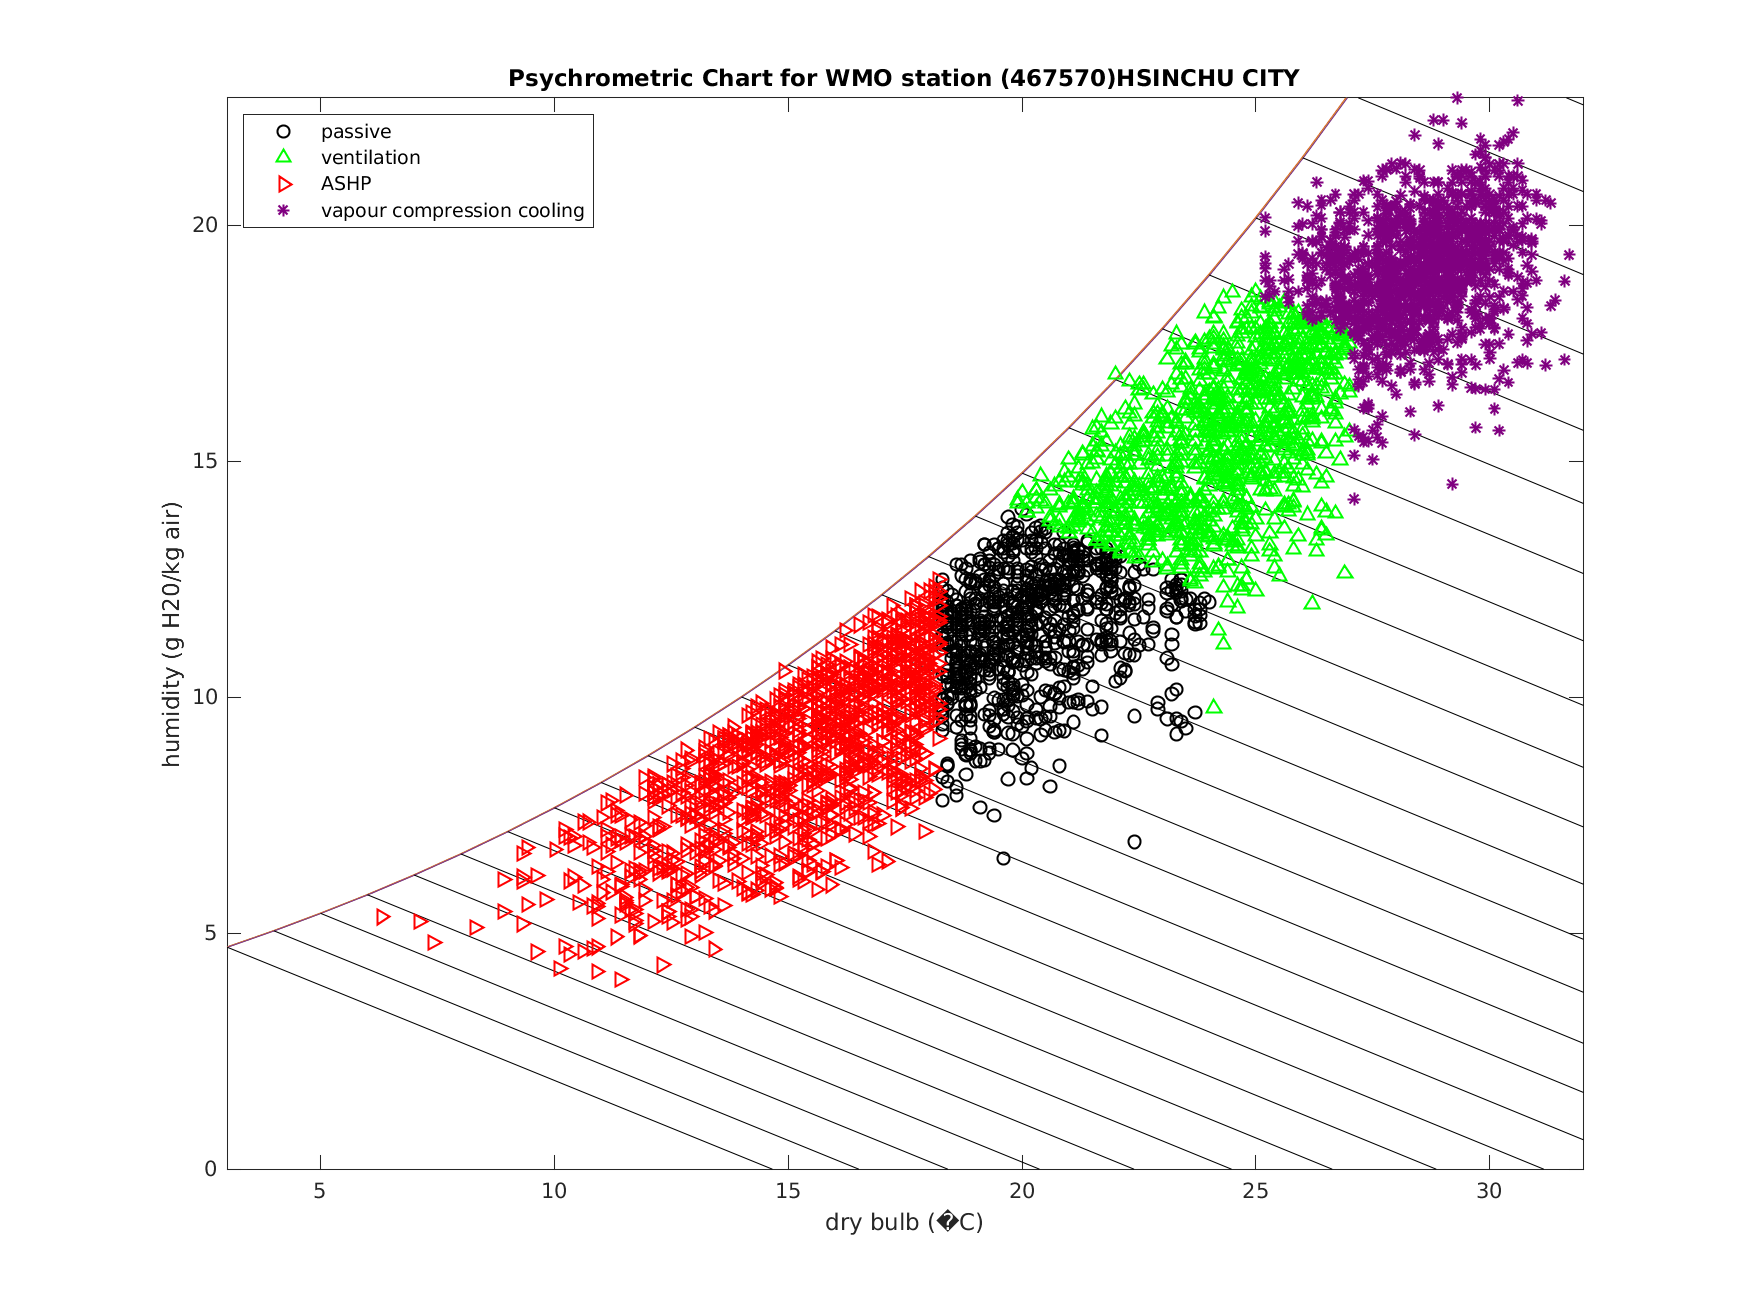 Psychrometric Chart for WMO station (467570)HSINCHU CITY
passive
ventilation
ASHP
vapour compression cooling
20
15
10
5
0
humidity (g H20/kg air)
5 10 15 20 25 30
dry bulb (�C)